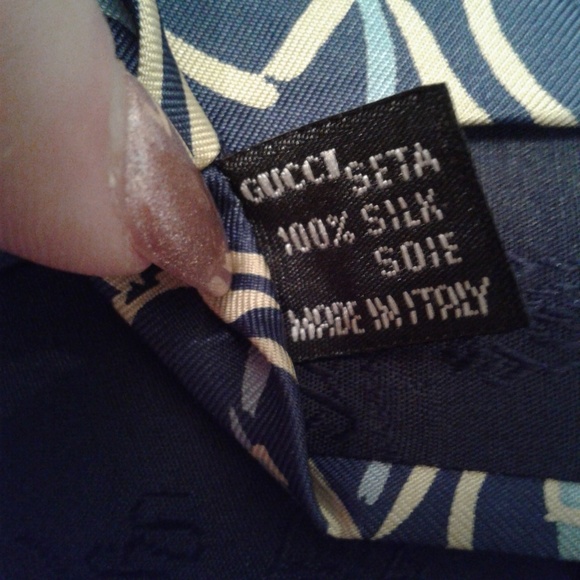 GUCCI SETA
100% SILK
SOIE
MADE IN ITALY